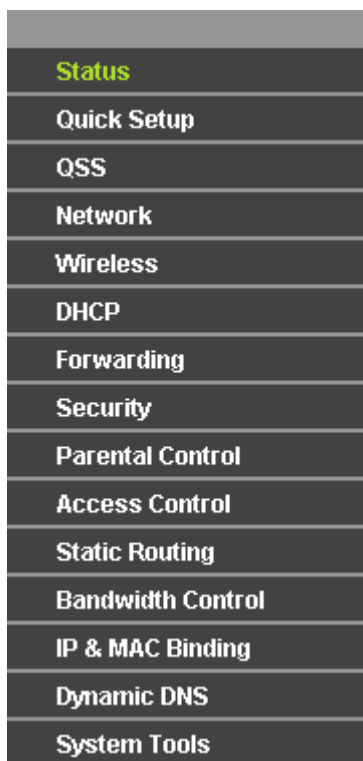 Status
Quick Setup
QSS
Network
Wireless
DHCP
Forwarding
Security
Parental Control
Access Control
Static Routing
Bandwidth Control
IP & MAC Binding
Dynamic DNS
System Tools